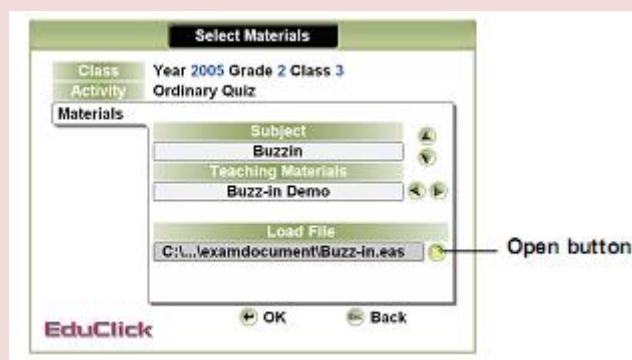 Select Materials
Class Year 2005 Grade 2 Class 3
Activity Ordinary Quiz
Materials
Subject
Buzzin
Teaching Materials
Buzz-in Demo
Load File
C:\...\examdocument\Buzz-in.eas
Open button
OK
Back
EduClick